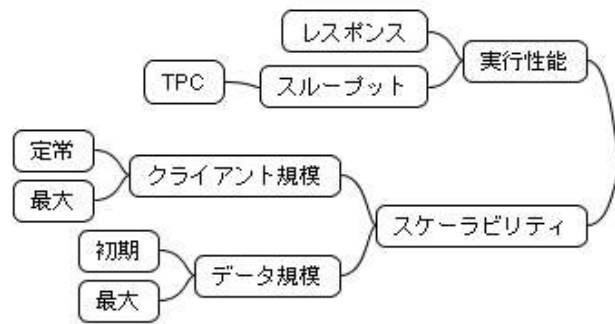 レスポンス
実行性能
TPC
スループット
定常
クライアント規模
最大
スケーラビリティ
初期
データ規模
最大